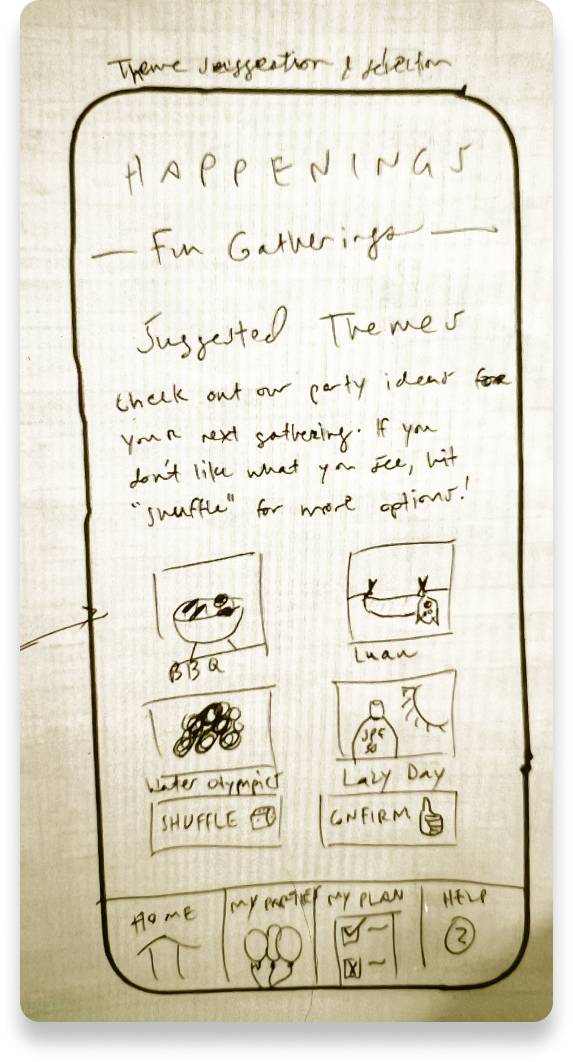 Theme Suggestion & Selection
HAPPENINGS
Fun Gatherings
Suggested Themes
Check out our party ideas for
your next gathering. If you
don't like what you see, hit
"shuffle" for more options!
BBQ
Luau
SPF
50
Water Olympics
Lazy Day
SHUFFLE
CONFIRM
HOME
MY PARTIES
MY PLAN
HELP
?